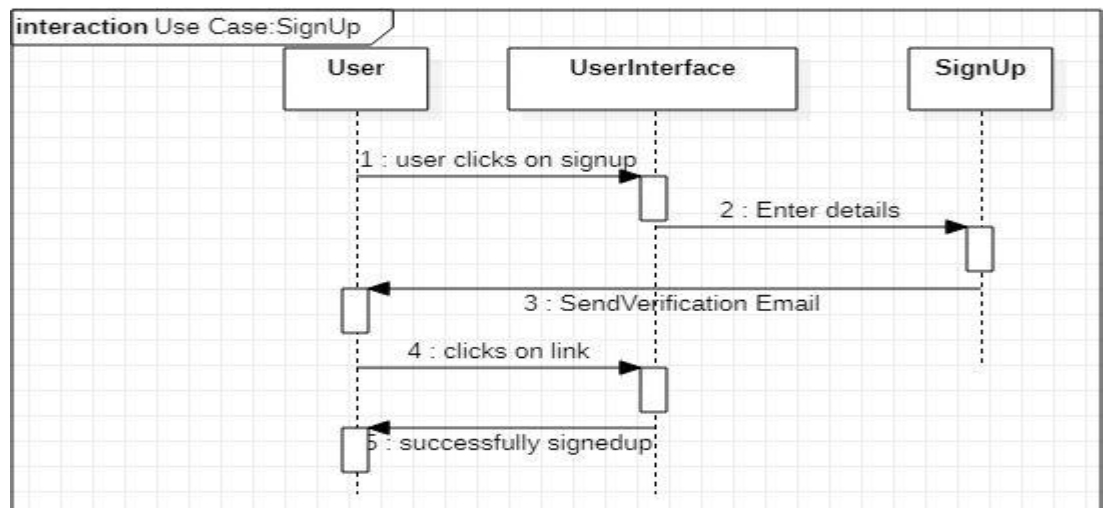 interaction Use Case:SignUp
User
UserInterface
SignUp
1 : user clicks on signup
2 : Enter details
3 : SendVerification Email
4 : clicks on link
5 : successfully signedup